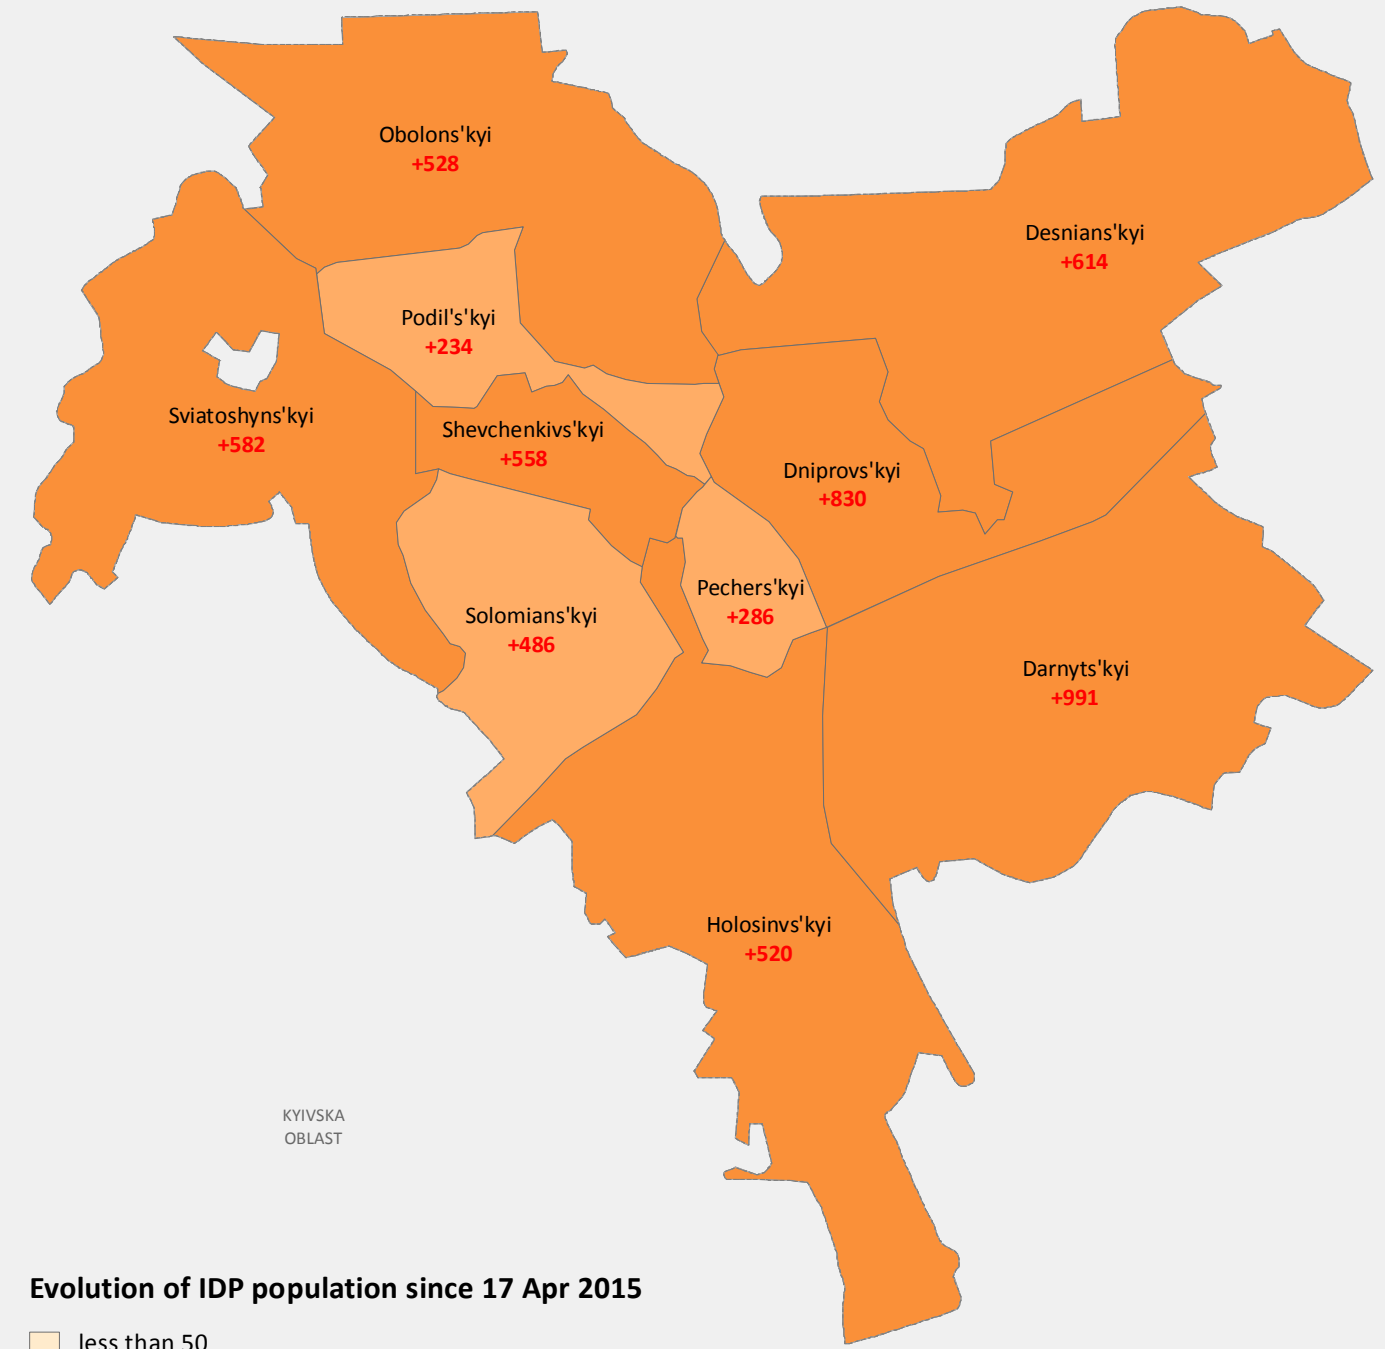 Obolons'kyi
+528
Desnians'kyi
+614
Podil's'kyi
+234
Sviatoshyns'kyi
+582
Shevchenkivs'kyi
+558
Dniprovs'kyi
+830
Pechers'kyi
+286
Solomians'kyi
+486
Darnyts'kyi
+991
Holosinvs'kyi
+520
KYIVSKA
OBLAST
Evolution of IDP population since 17 Apr 2015
less than 50